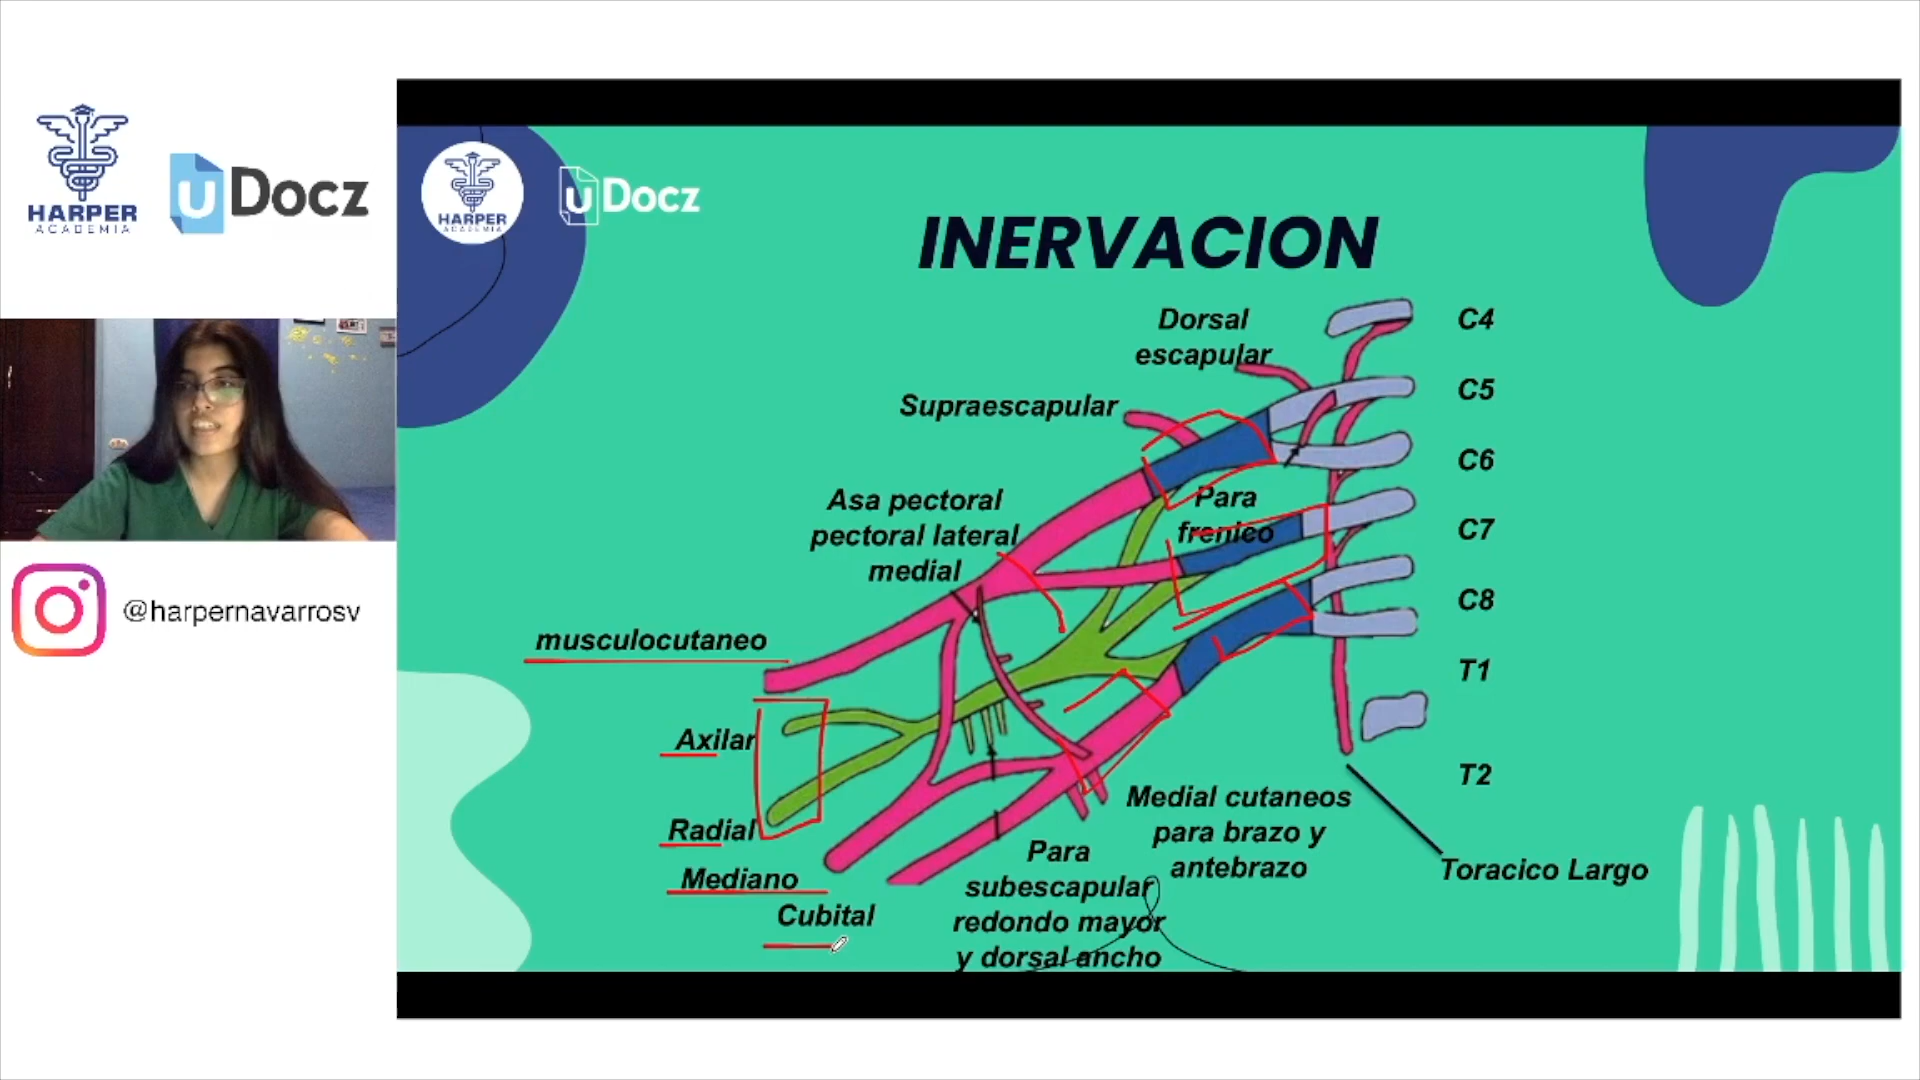 HARPER
ACADEMIA
uDocz
@harpernavarrosv
HARPER
ACADEMIA
uDocz
INERVACION
Dorsal
escapular
Supraescapular
Asa pectoral
pectoral lateral
medial
Para
frenico
musculocutaneo
Axilar
Radial
Mediano
Cubital
Para
subescapular
redondo mayor
y dorsal ancho
Medial cutaneos
para brazo y
antebrazo
Toracico Largo
C4
C5
C6
C7
C8
T1
T2